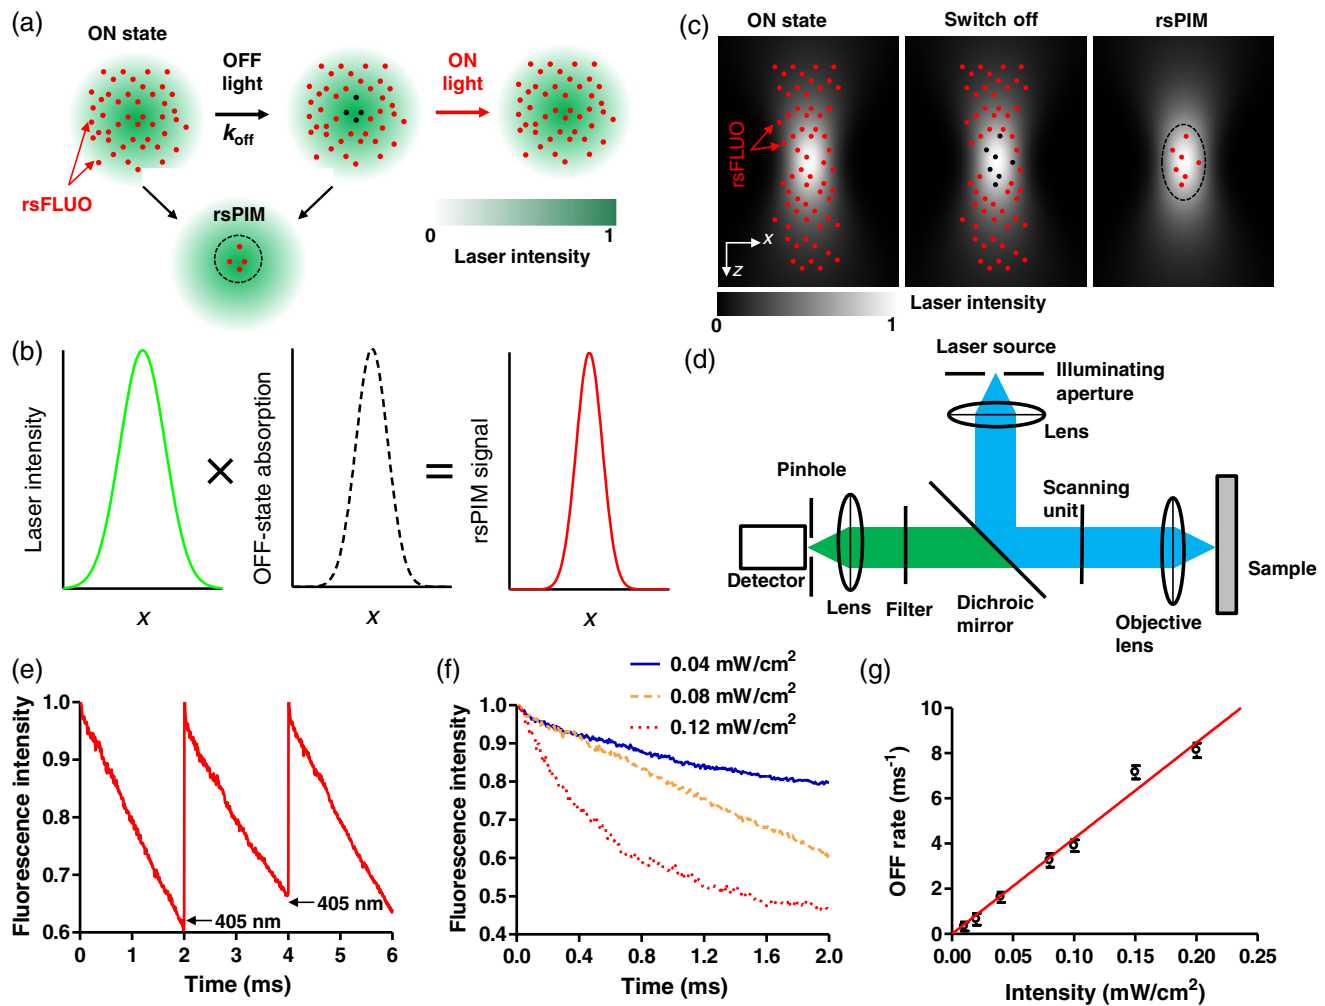 (a)
ON state
OFF
light
k_off
ON
light
rsFLUO
rsPIM
0
1
Laser intensity
(b)
Laser intensity
x
×
OFF-state absorption
x
=
rsPIM signal
x
(c)
ON state
Switch off
rsPIM
rsFLUO
x
z
0
1
Laser intensity
(d)
Laser source
Illuminating
aperture
Lens
Pinhole
Scanning
unit
Detector
Lens
Filter
Dichroic
mirror
Objective
lens
Sample
(e)
Fluorescence intensity
1.0
0.9
0.8
0.7
0.6
405 nm
405 nm
0 1 2 3 4 5 6
Time (ms)
(f)
0.04 mW/cm²
0.08 mW/cm²
0.12 mW/cm²
Fluorescence intensity
1.0
0.9
0.8
0.7
0.6
0.5
0.4
0.0 0.4 0.8 1.2 1.6 2.0
Time (ms)
(g)
OFF rate (ms⁻¹)
10
8
6
4
2
0
0.00 0.05 0.10 0.15 0.20 0.25
Intensity (mW/cm²)